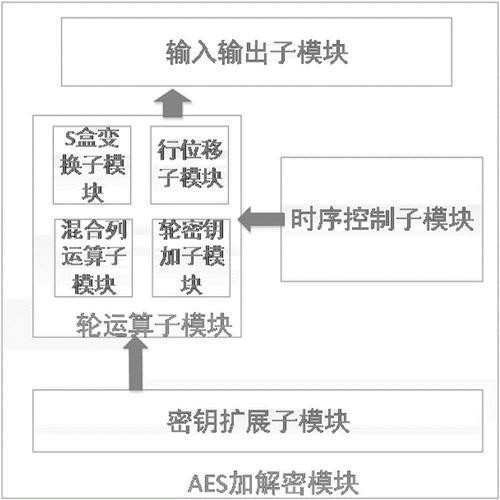 输入输出子模块
S盒变
换子模
块
行位移
子模块
混合列
运算子
模块
轮密钥
加子模
块
轮运算子模块
时序控制子模块
密钥扩展子模块
AES加解密模块